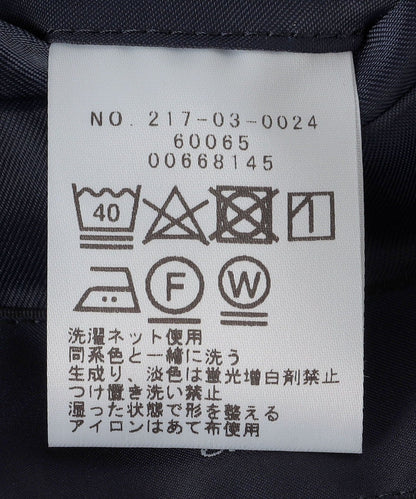 NO. 217-03-0024
60065
00668145
40
F W
洗濯ネット使用
同系色と一緒に洗う
生成り、淡色は蛍光増白剤禁止
つけ置き洗い禁止
湿った状態で形を整える
アイロンはあて布使用